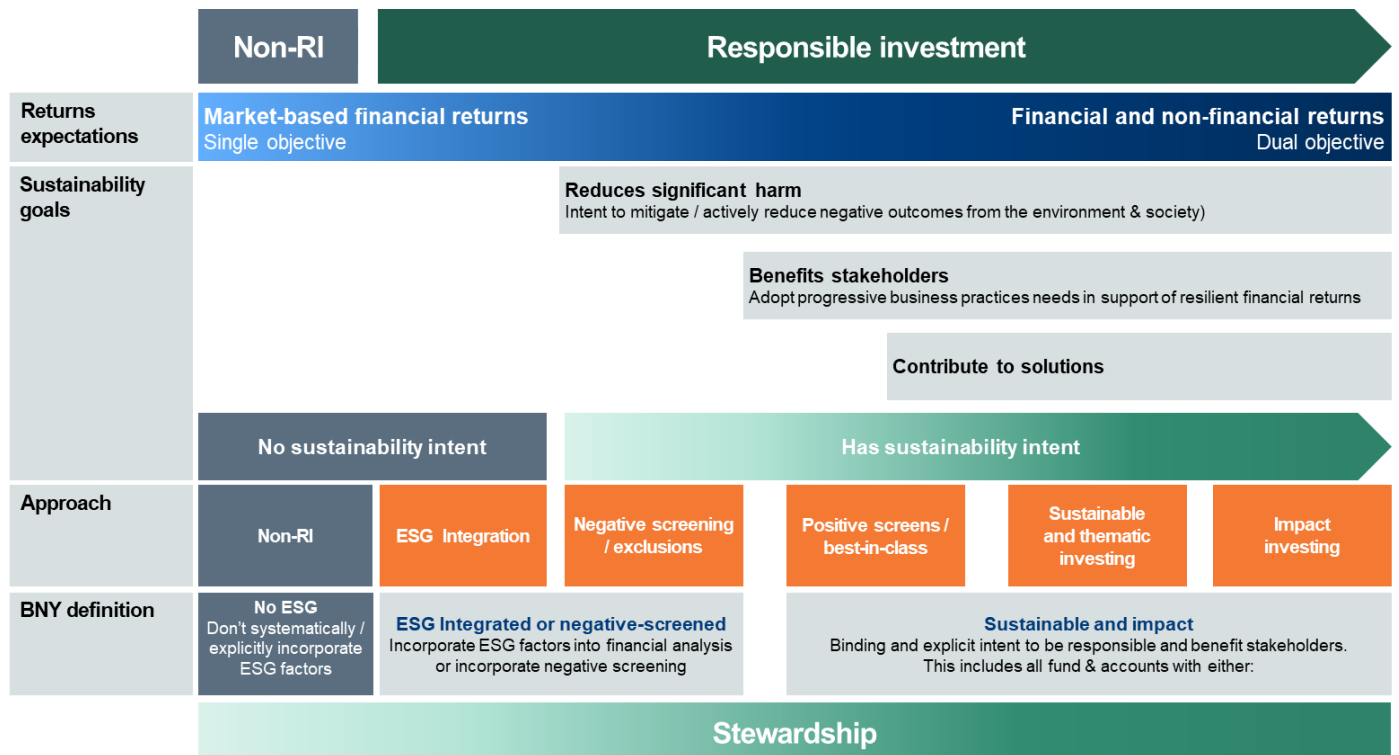 Non-RI
Responsible investment
Returns
expectations
Market-based financial returns
Single objective
Financial and non-financial returns
Dual objective
Sustainability
goals
Reduces significant harm
Intent to mitigate / actively reduce negative outcomes from the environment & society)
Benefits stakeholders
Adopt progressive business practices needs in support of resilient financial returns
Contribute to solutions
No sustainability intent
Has sustainability intent
Approach
Non-RI
ESG Integration
Negative screening
/ exclusions
Positive screens /
best-in-class
Sustainable
and thematic
investing
Impact
investing
BNY definition
No ESG
Don’t systematically /
explicitly incorporate
ESG factors
ESG Integrated or negative-screened
Incorporate ESG factors into financial analysis
or incorporate negative screening
Sustainable and impact
Binding and explicit intent to be responsible and benefit stakeholders.
This includes all fund & accounts with either:
Stewardship